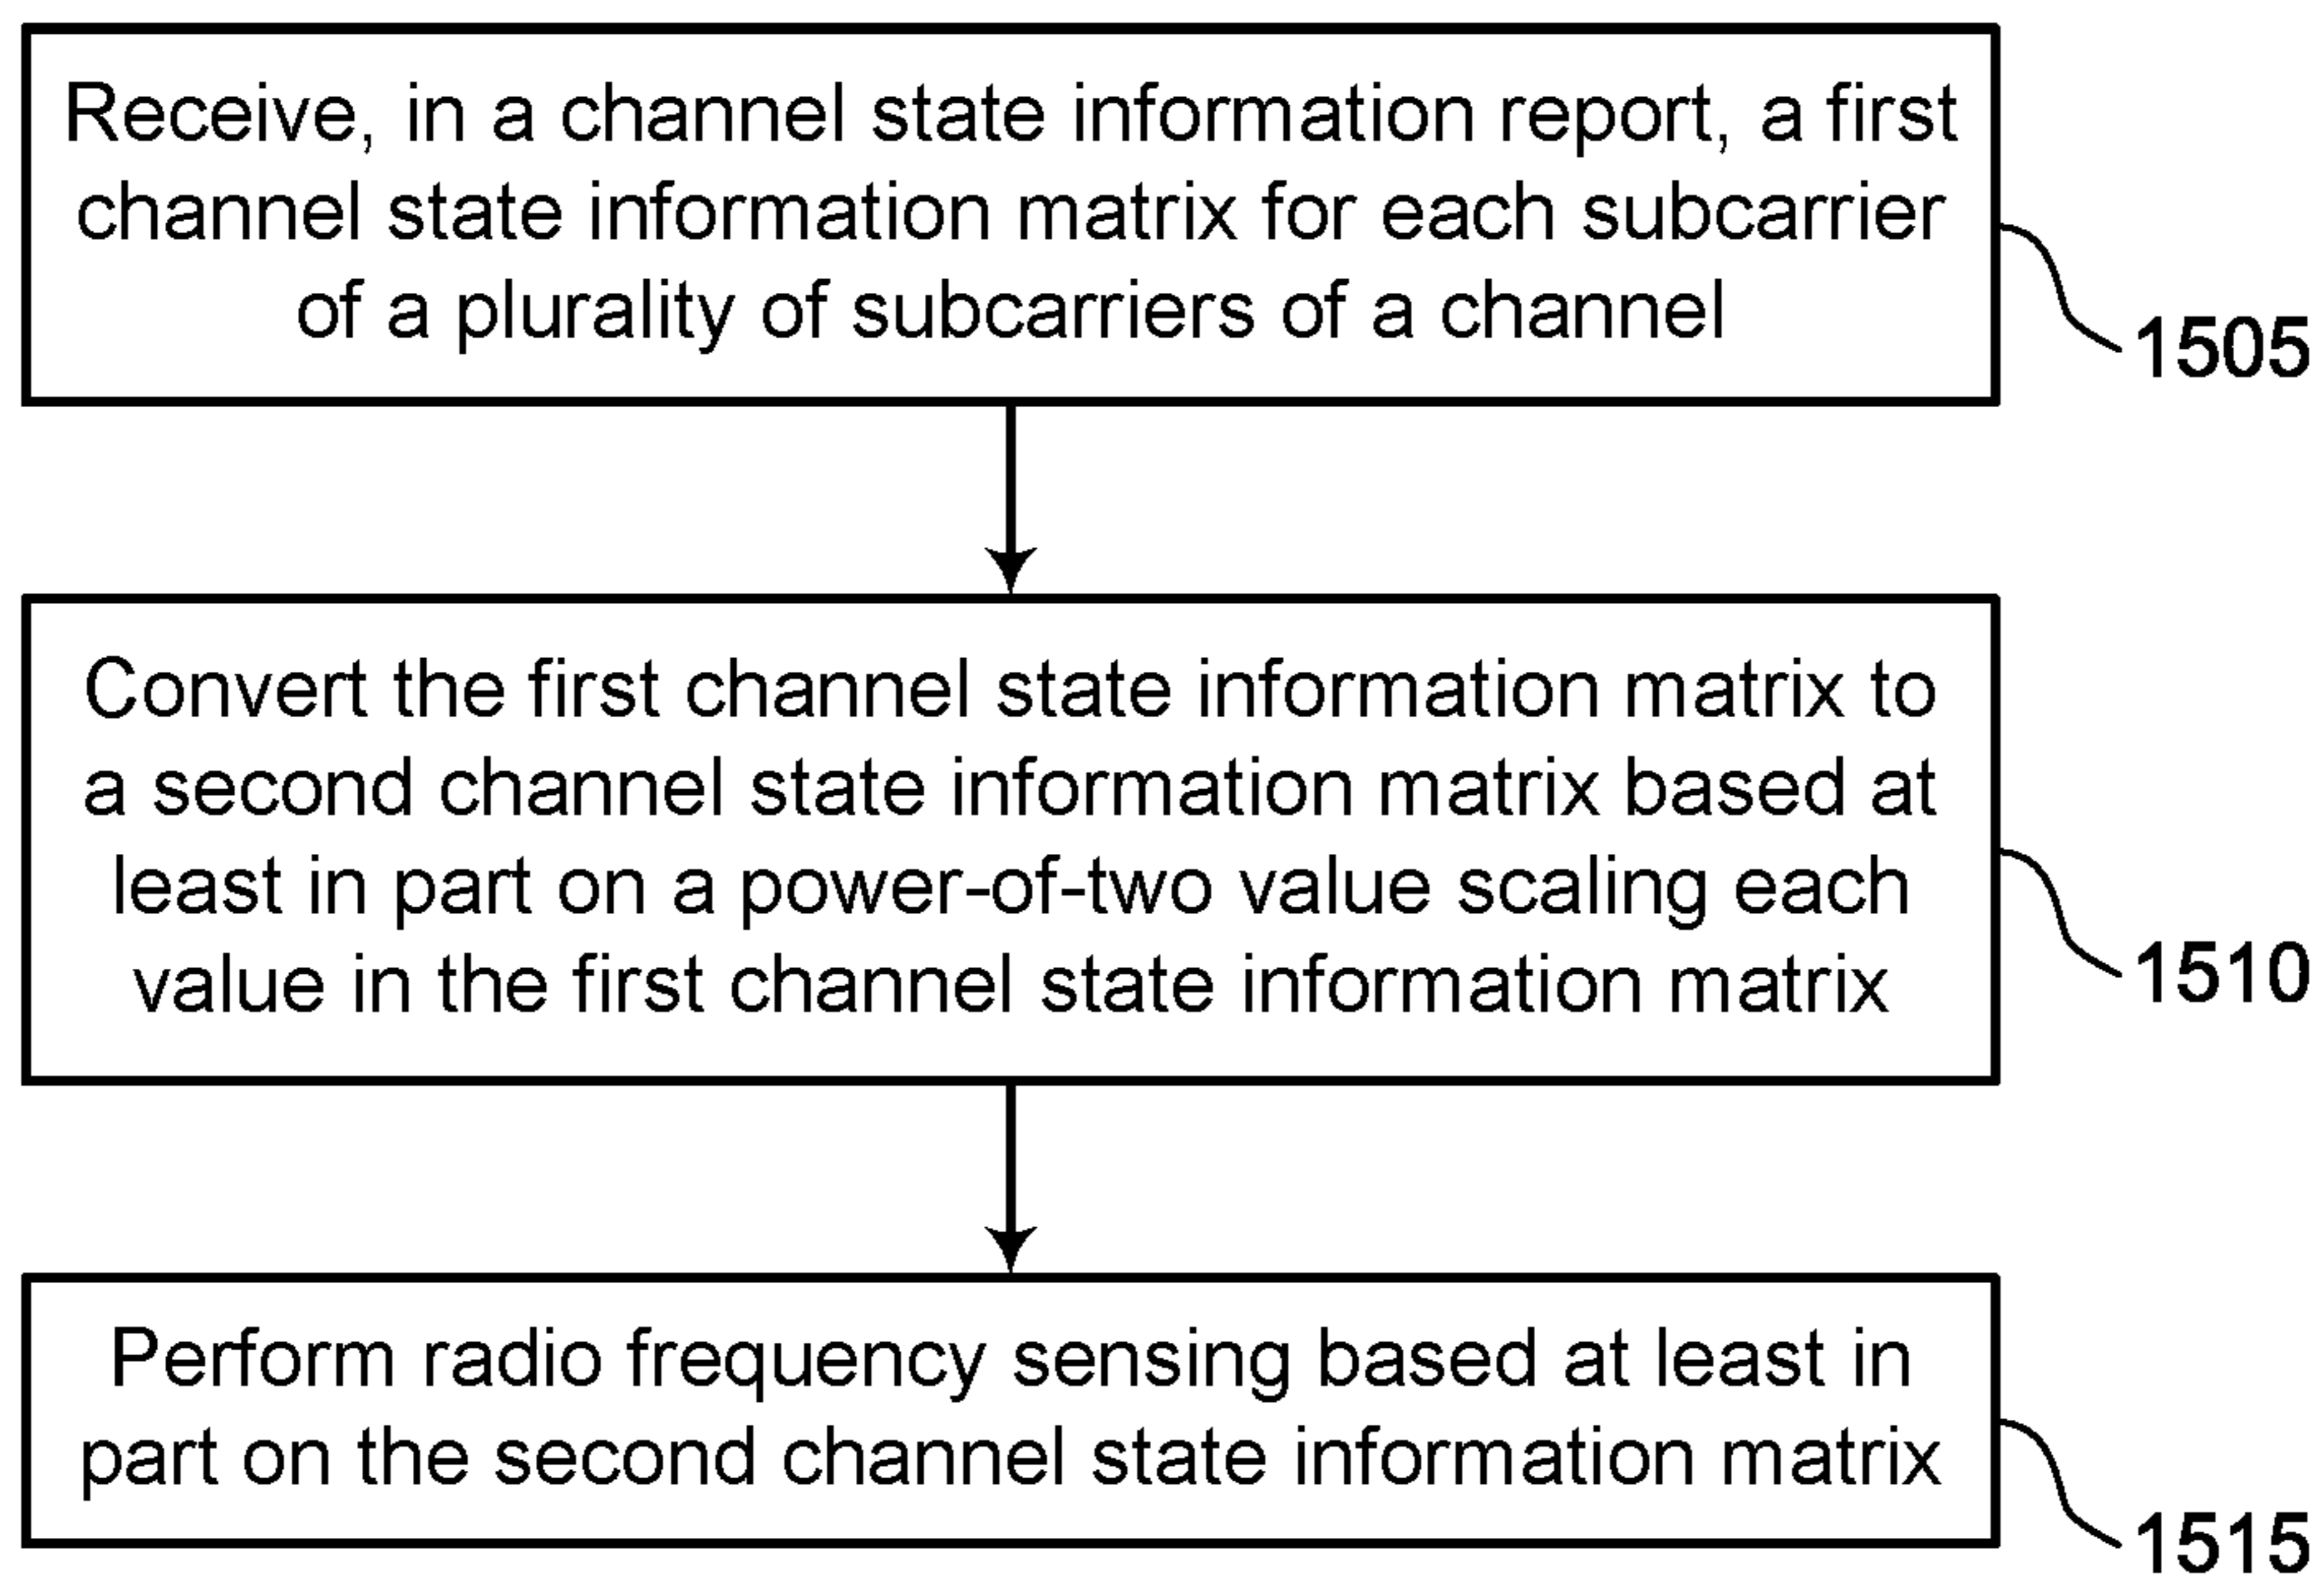 Receive, in a channel state information report, a first
channel state information matrix for each subcarrier
of a plurality of subcarriers of a channel
1505
Convert the first channel state information matrix to
a second channel state information matrix based at
least in part on a power-of-two value scaling each
value in the first channel state information matrix
1510
Perform radio frequency sensing based at least in
part on the second channel state information matrix
1515